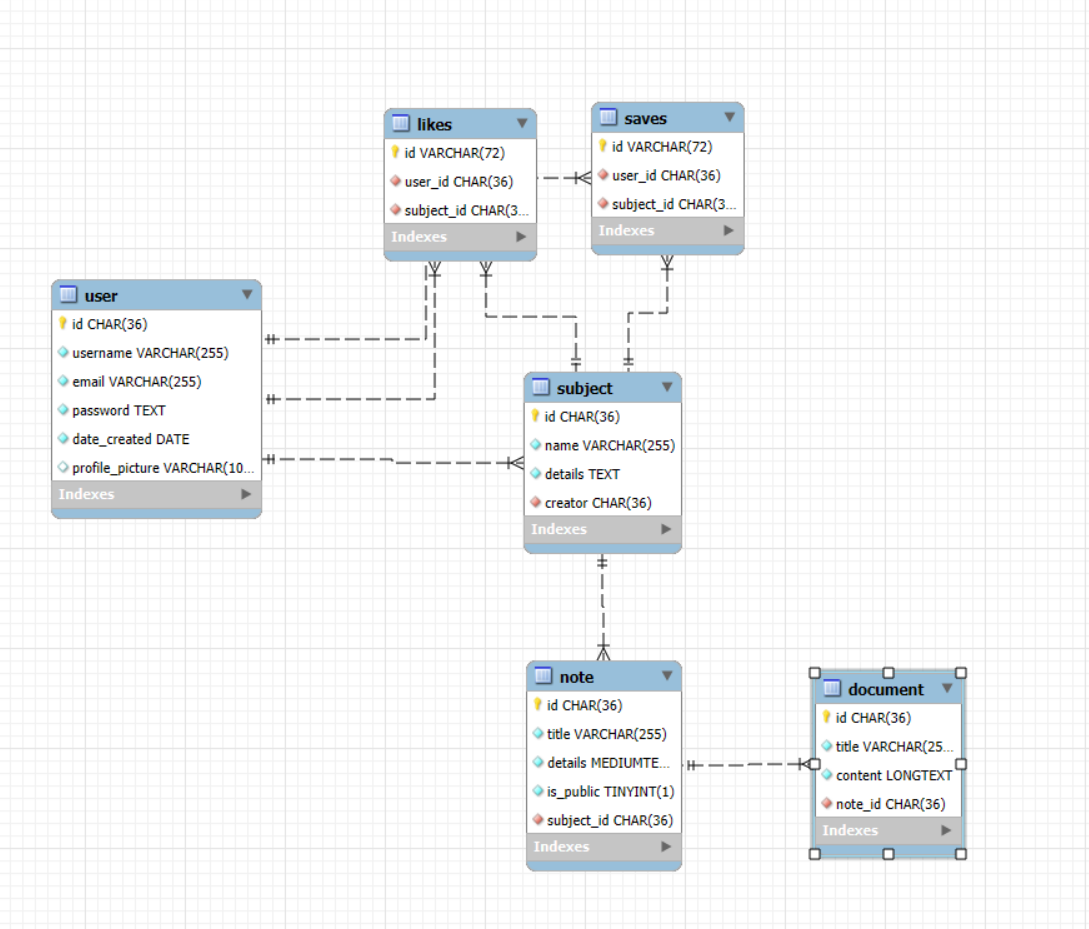 likes
id VARCHAR(72)
user_id CHAR(36)
subject_id CHAR(3...
Indexes
saves
id VARCHAR(72)
user_id CHAR(36)
subject_id CHAR(3...
Indexes
user
id CHAR(36)
username VARCHAR(255)
email VARCHAR(255)
password TEXT
date_created DATE
profile_picture VARCHAR(10...
Indexes
subject
id CHAR(36)
name VARCHAR(255)
details TEXT
creator CHAR(36)
Indexes
note
id CHAR(36)
title VARCHAR(255)
details MEDIUMTE...
is_public TINYINT(1)
subject_id CHAR(36)
Indexes
document
id CHAR(36)
title VARCHAR(25...
content LONGTEXT
note_id CHAR(36)
Indexes